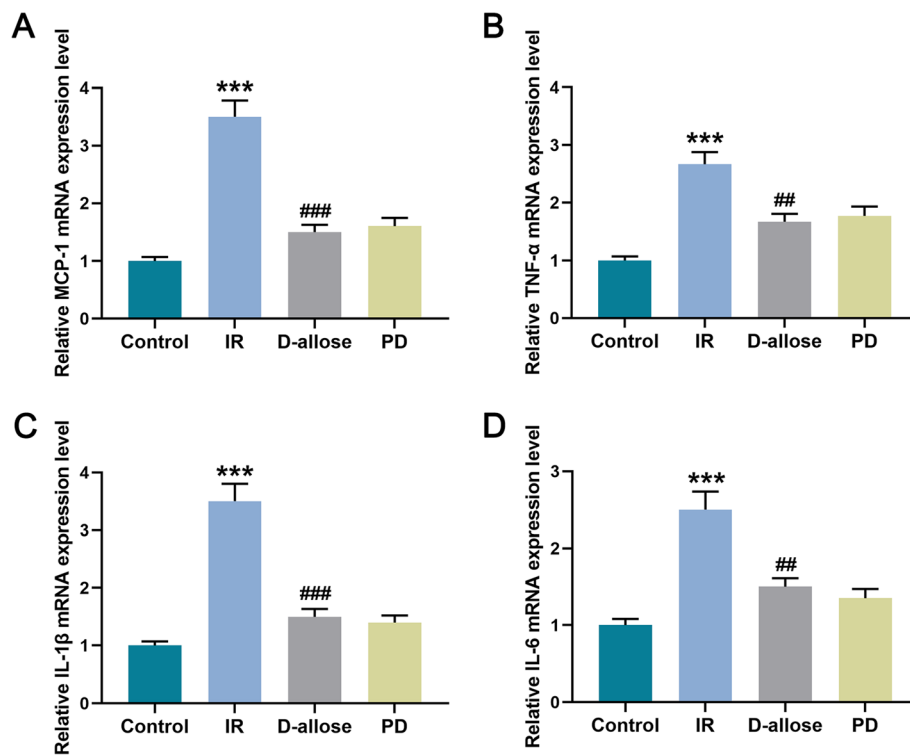 A
Relative MCP-1 mRNA expression level
4
3
2
1
0
***
###
Control IR D-allose PD
B
Relative TNF-α mRNA expression level
4
3
2
1
0
***
##
Control IR D-allose PD
C
Relative IL-1β mRNA expression level
4
3
2
1
0
***
###
Control IR D-allose PD
D
Relative IL-6 mRNA expression level
3
2
1
0
***
##
Control IR D-allose PD